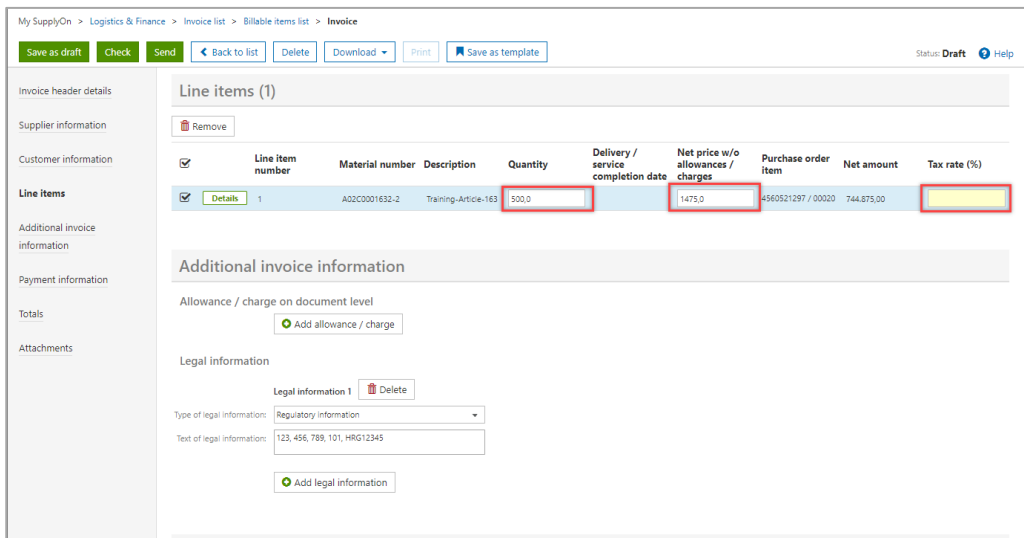 My SupplyOn > Logistics & Finance > Invoice list > Billable items list > Invoice
Save as draft Check Send Back to list Delete Download Print Save as template Status: Draft Help
Invoice header details
Supplier information
Customer information
Line items
Additional invoice
information
Payment information
Totals
Attachments
Line items (1)
Remove
Line item
number
Material number
Description
Quantity
Delivery /
service
completion date
Net price w/o
allowances /
charges
Purchase order
item
Net amount
Tax rate (%)
Details 1 A02C0001632-2 Training-Article-163 500,0 1475,0 4560521297 / 00020 744.875,00
Additional invoice information
Allowance / charge on document level
Add allowance / charge
Legal information
Legal information 1 Delete
Type of legal information: Regulatory information
Text of legal information: 123, 456, 789, 101, HRG12345
Add legal information